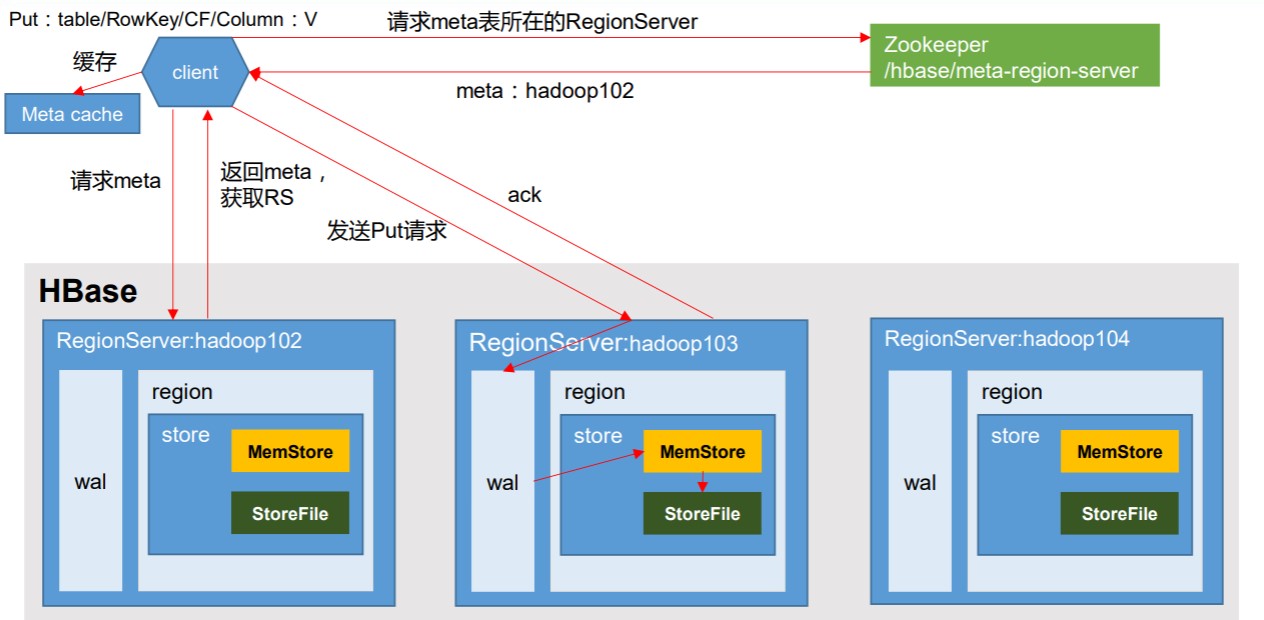 Put：table/RowKey/CF/Column：V
请求meta表所在的RegionServer
Zookeeper
/hbase/meta-region-server
缓存
client
meta：hadoop102
Meta cache
请求meta
返回meta，
获取RS
ack
发送Put请求
HBase
RegionServer:hadoop102
wal
region
store
MemStore
StoreFile
RegionServer:hadoop103
wal
region
store
MemStore
StoreFile
RegionServer:hadoop104
wal
region
store
MemStore
StoreFile